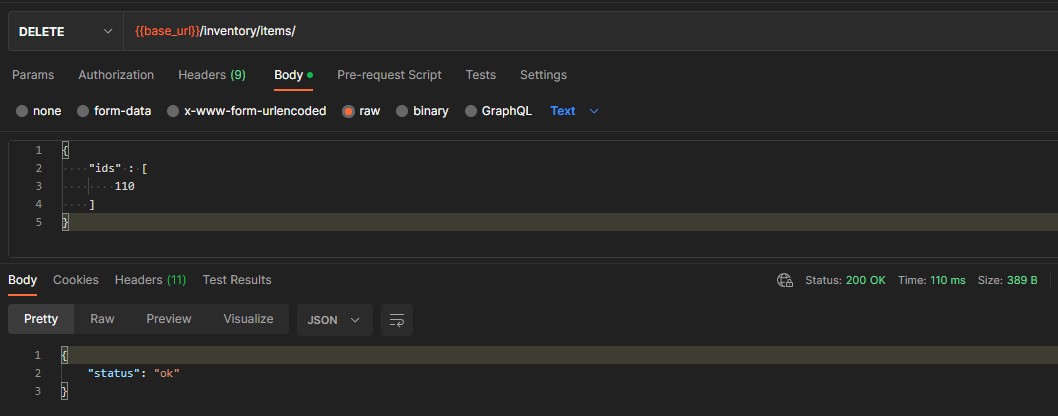 DELETE {{base_url}}/inventory/items/
Params Authorization Headers (9) Body Pre-request Script Tests Settings
none form-data x-www-form-urlencoded raw binary GraphQL Text
1 {
2 "ids" : [
3 110
4 ]
5 }
Body Cookies Headers (11) Test Results Status: 200 OK Time: 110 ms Size: 389 B
Pretty Raw Preview Visualize JSON
1 {
2 "status": "ok"
3 }